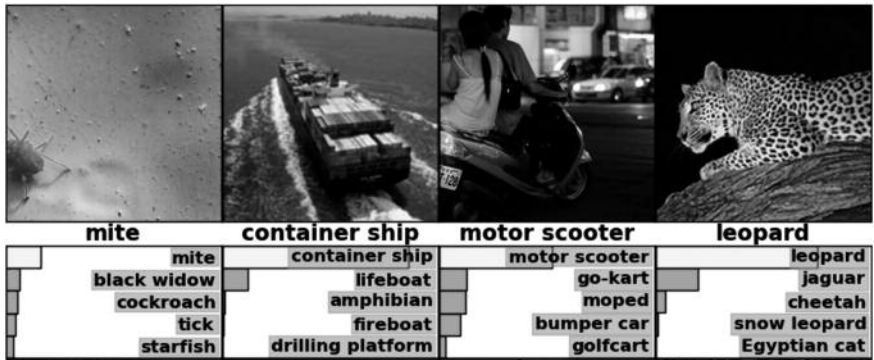 mite
container ship
motor scooter
leopard
mite
black widow
cockroach
tick
starfish
container ship
lifeboat
amphibian
fireboat
drilling platform
motor scooter
go-kart
moped
bumper car
golfcart
leopard
jaguar
cheetah
snow leopard
Egyptian cat